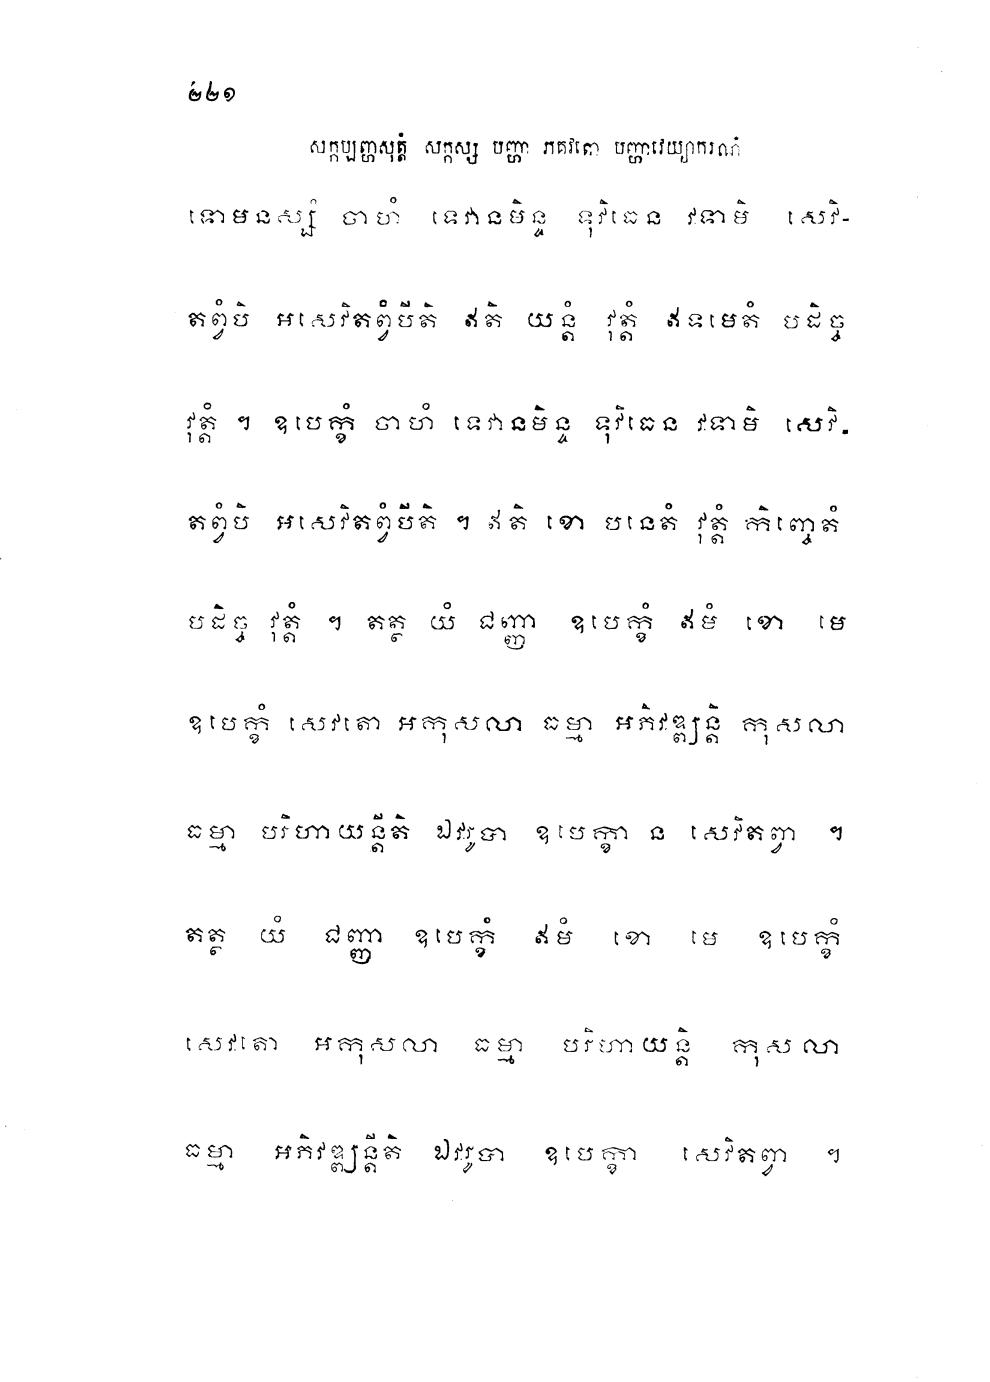 ២២១
សក្កប្បញ្ហសុត្តំ សក្កស្ស បញ្ហា ភគវតោ បញ្ហាវេយ្យាករណំ
ទោមនស្សំ ចាហំ ទេវានមិន្ទ ទុវិធេន វទាមិ សេវិ-
តព្វំបិ អសេវិតព្វំបីតិ ឥតិ យន្តំ វុត្តំ ឥទមេតំ បដិច្ច
វុត្តំ ។ ឧបេក្ខំ ចាហំ ទេវានមិន្ទ ទុវិធេន វទាមិ សេវិ-
តព្វំបិ អសេវិតព្វំបីតិ ។ ឥតិ ខោ បនេតំ វុត្តំ កិញ្ចេតំ
បដិច្ច វុត្តំ ។ តត្ថ យំ ជញ្ញា ឧបេក្ខំ ឥមំ ខោ មេ
ឧបេក្ខំ សេវតោ អកុសលា ធម្មា អភិវឌ្ឍន្តិ កុសលា
ធម្មា បរិហាយន្តីតិ ឯវរូបា ឧបេក្ខា ន សេវិតព្វា ។
តត្ថ យំ ជញ្ញា ឧបេក្ខំ ឥមំ ខោ មេ ឧបេក្ខំ
សេវតោ អកុសលា ធម្មា បរិហាយន្តិ កុសលា
ធម្មា អភិវឌ្ឍន្តីតិ ឯវរូបា ឧបេក្ខា សេវិតព្វា ។